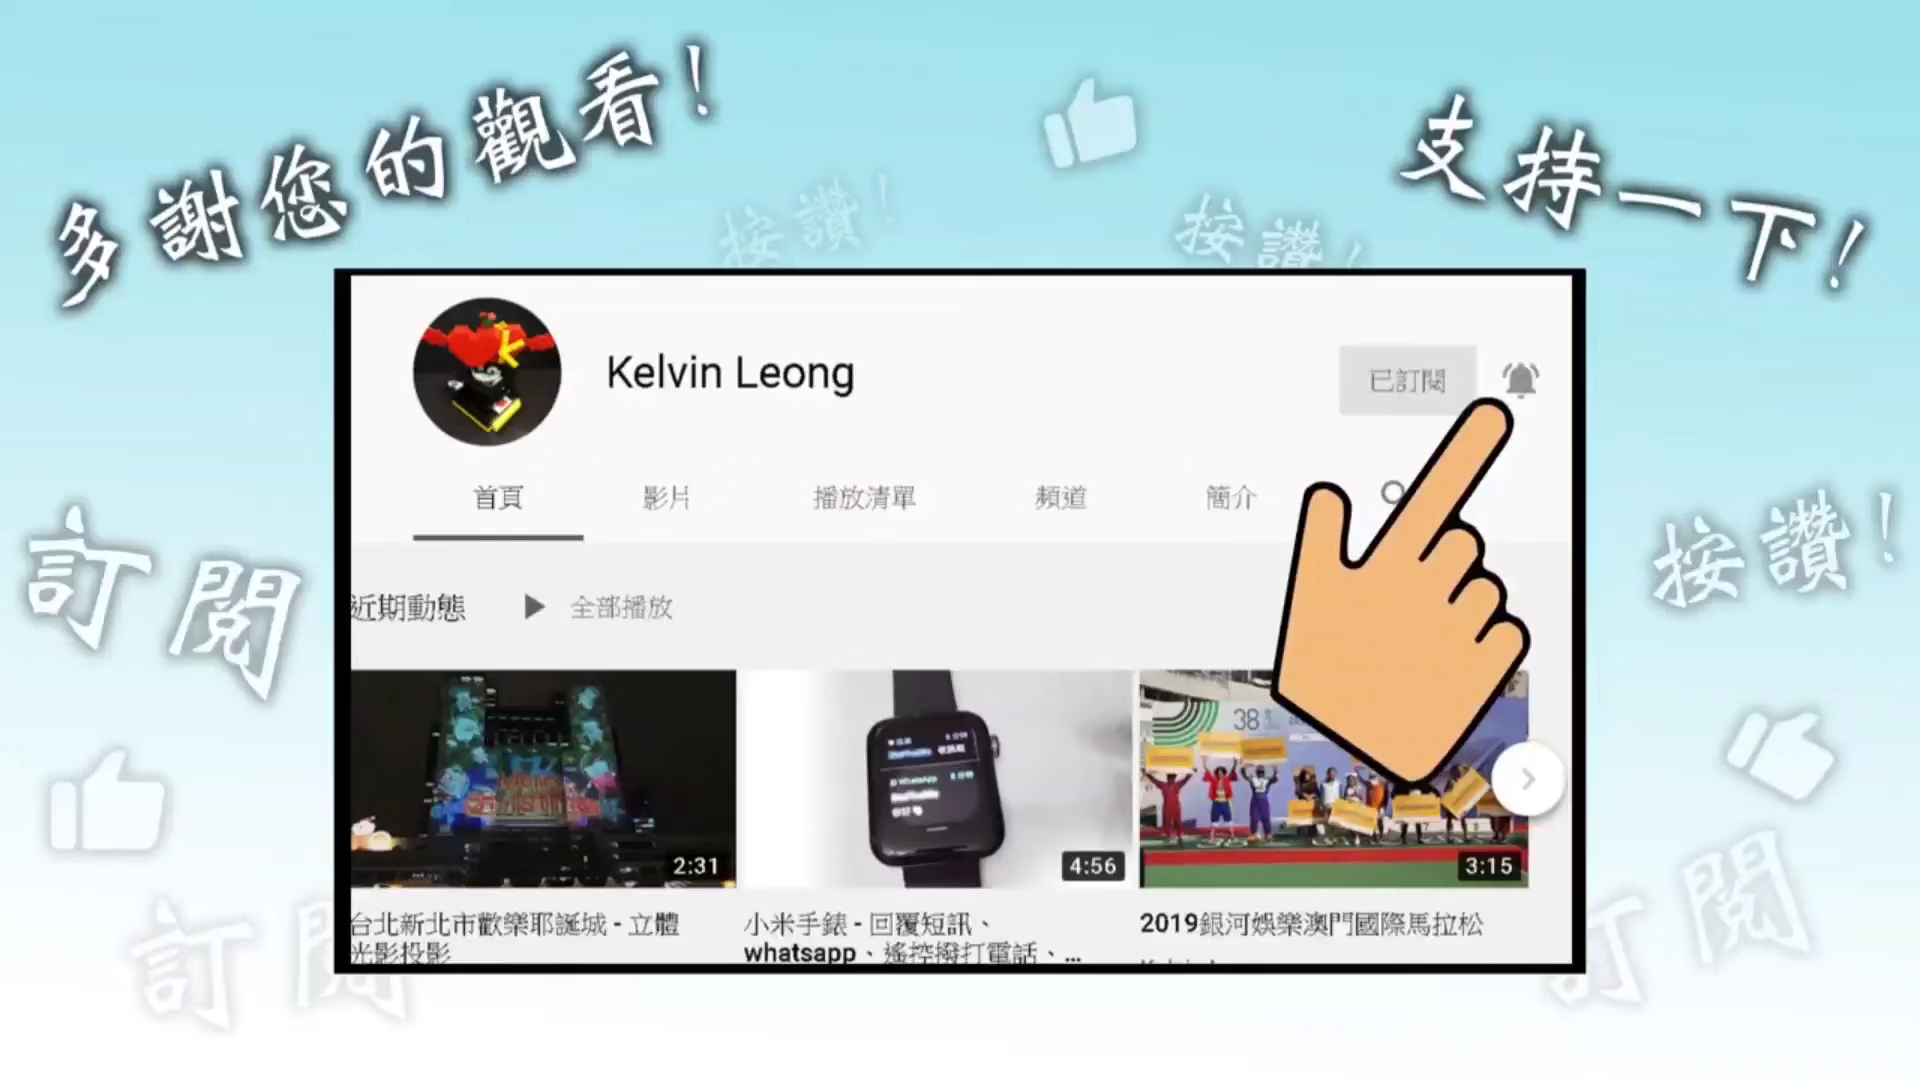 多謝您的觀看!
支持一下!
按讚!
按讚!
Kelvin Leong
已訂閱
首頁
影片
播放清單
頻道
簡介
訂閱
按讚!
近期動態
全部播放
38
WhatsApp
2:31
4:56
3:15
台北新北市歡樂耶誕城 - 立體
光影投影
小米手錶 - 回覆短訊、
whatsapp、遙控撥打電話、...
2019銀河娛樂澳門國際馬拉松
訂閱
訂閱